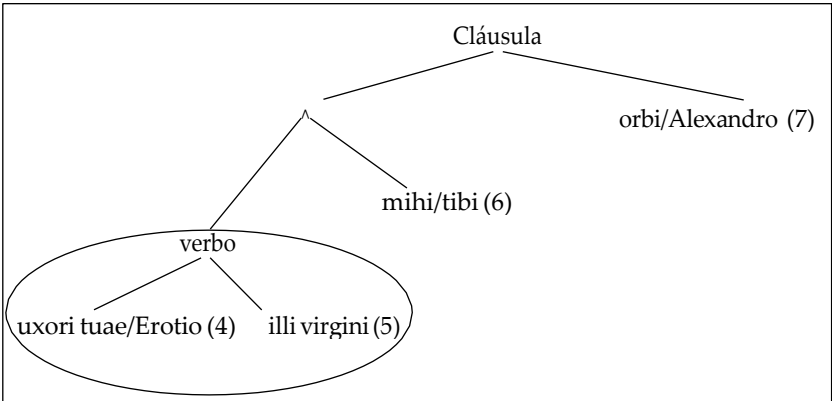 Cláusula
^ orbi/Alexandro (7)
mihi/tibi (6)
verbo
uxori tuae/Erotio (4) illi virgini (5)